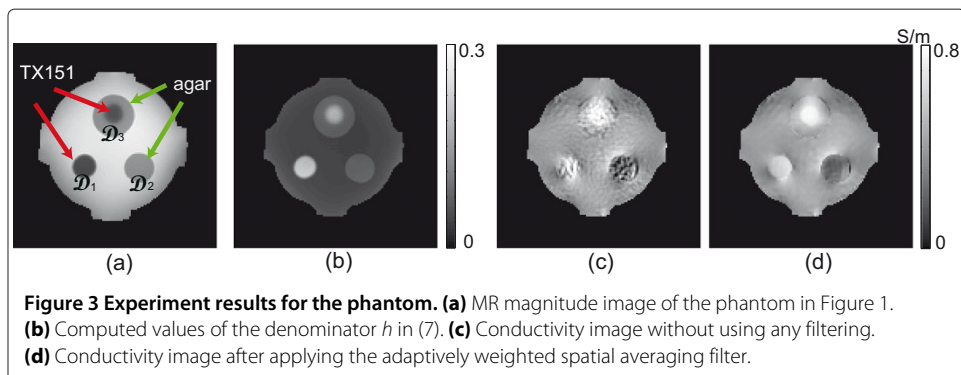 S/m
TX151 agar
0.3 0.8
𝒟3
𝒟1 𝒟2
0 0
(a) (b) (c) (d)
Figure 3 Experiment results for the phantom. (a) MR magnitude image of the phantom in Figure 1.
(b) Computed values of the denominator h in (7). (c) Conductivity image without using any filtering.
(d) Conductivity image after applying the adaptively weighted spatial averaging filter.